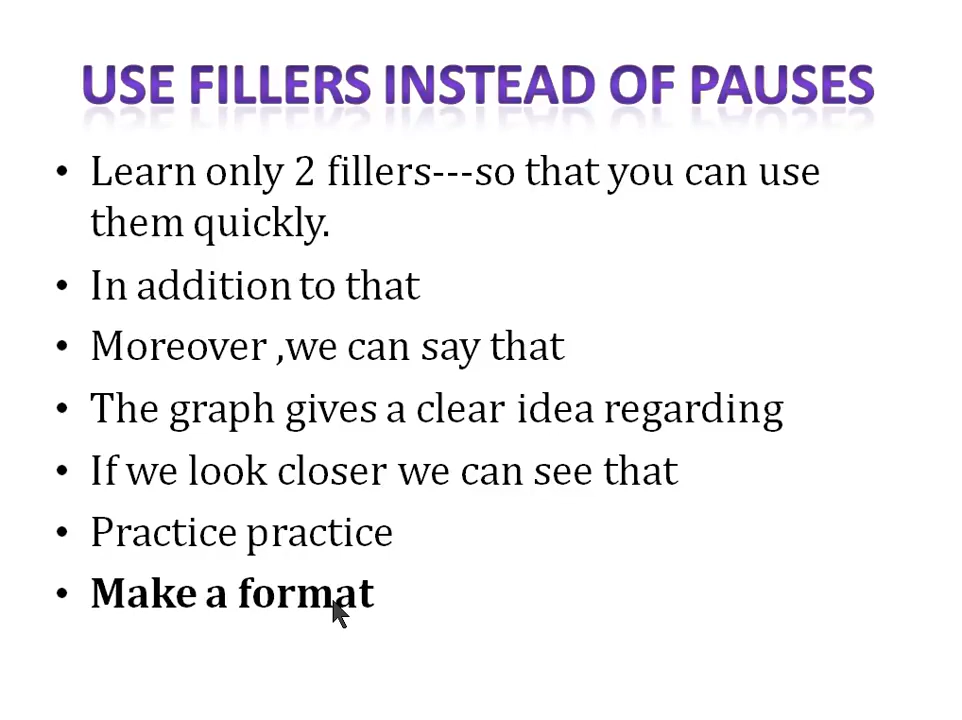 USE FILLERS INSTEAD OF PAUSES
• Learn only 2 fillers---so that you can use
them quickly.
• In addition to that
• Moreover ,we can say that
• The graph gives a clear idea regarding
• If we look closer we can see that
• Practice practice
• Make a format